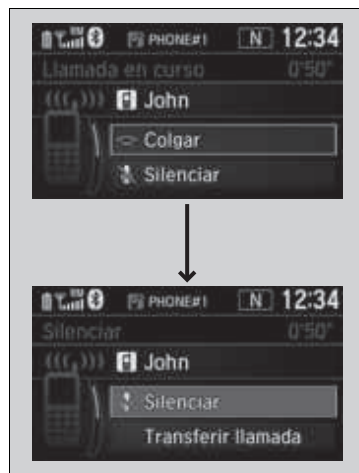 PHONE#1 N 12:34
Llamada en curso 0'50"
John
Colgar
Silenciar
PHONE#1 N 12:34
Silenciar 0'50"
John
Silenciar
Transferir llamada